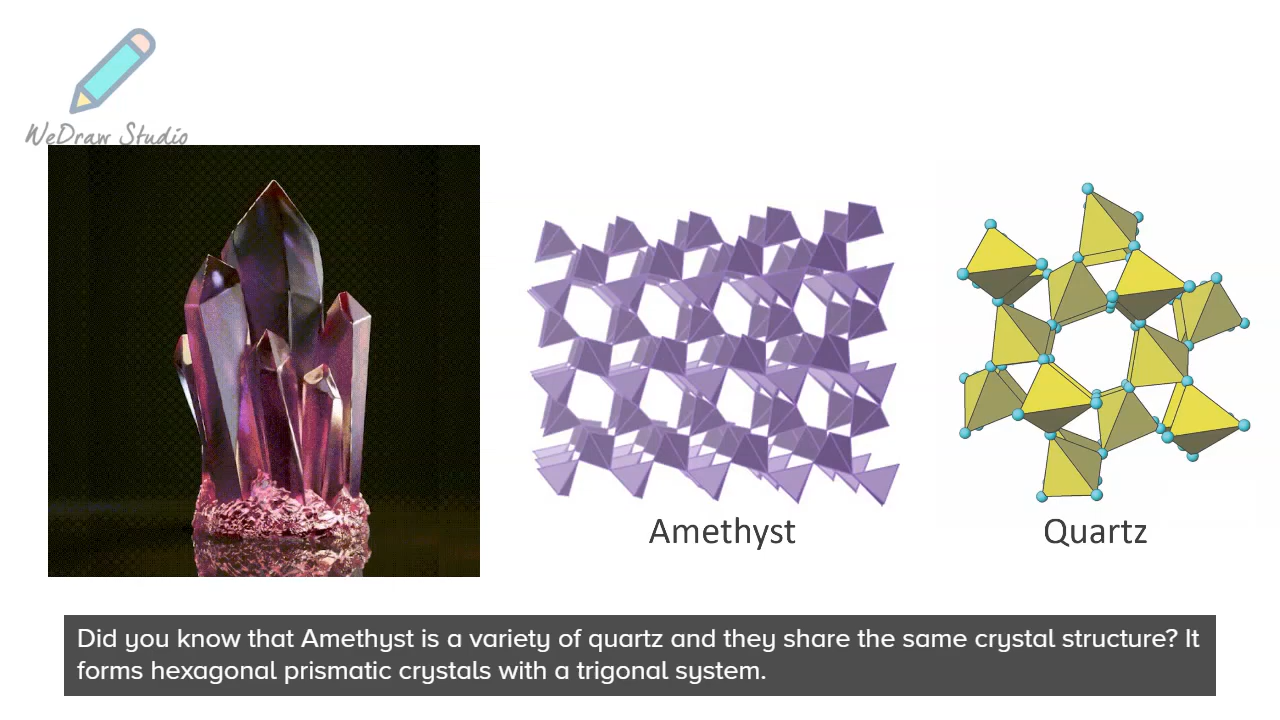 WeDraw Studio
Amethyst
Quartz
Did you know that Amethyst is a variety of quartz and they share the same crystal structure? It
forms hexagonal prismatic crystals with a trigonal system.